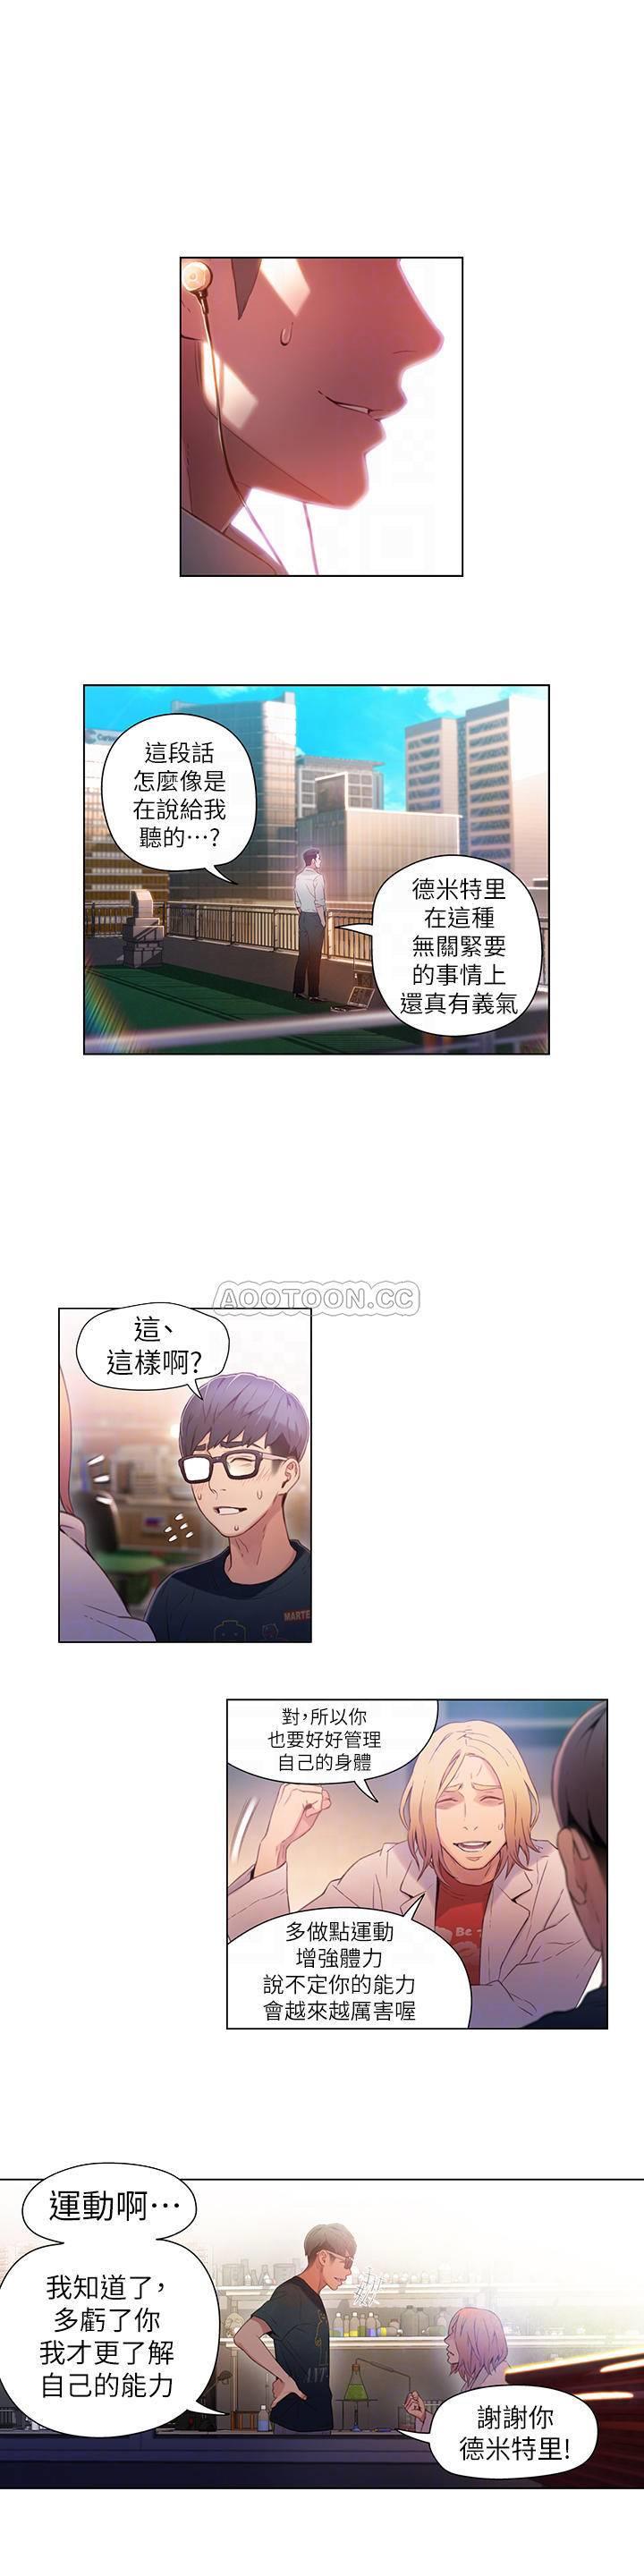 這段話
怎麼像是
在說給我
聽的…?
德米特里
在這種
無關緊要
的事情上
還真有義氣
AOOTOON.CC
這、
這樣啊?
MARTE
對，所以你
也要好好管理
自己的身體
Be
多做點運動
增強體力
說不定你的能力
會越來越厲害喔
運動啊…
我知道了，
多虧了你
我才更了解
自己的能力
謝謝你
德米特里!